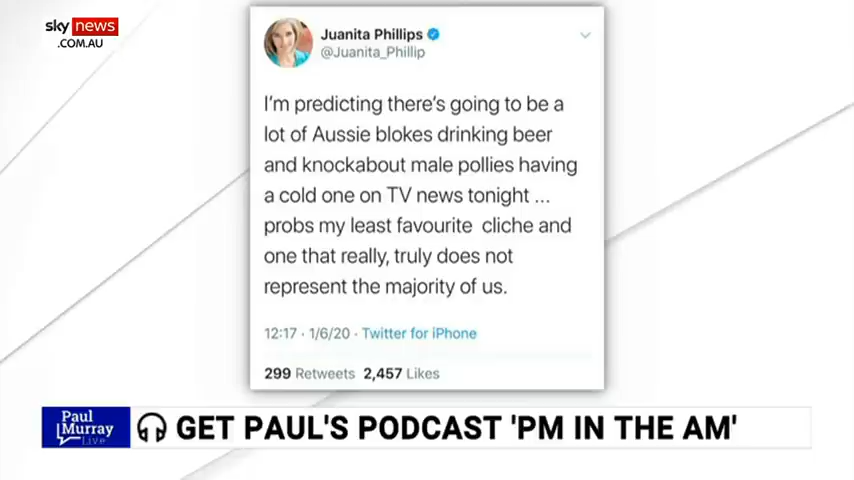 sky news
.COM.AU
Juanita Phillips
@Juanita_Phillip
I'm predicting there's going to be a
lot of Aussie blokes drinking beer
and knockabout male pollies having
a cold one on TV news tonight ...
probs my least favourite cliche and
one that really, truly does not
represent the majority of us.
12:17 · 1/6/20 · Twitter for iPhone
299 Retweets 2,457 Likes
Paul
Murray
Live
GET PAUL'S PODCAST 'PM IN THE AM'